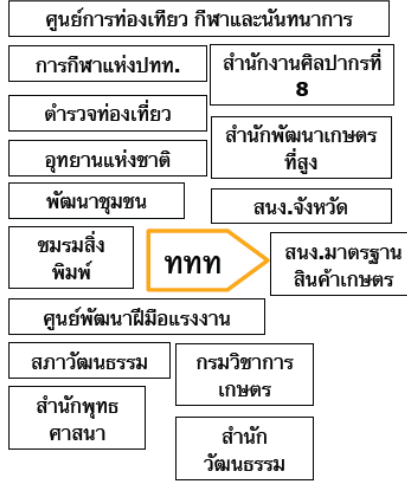 ศูนย์การท่องเทียว กีฬาและนันทนาการ
การกีฬาแห่งปทท.
สำนักงานศิลปากรที่
8
ตำรวจท่องเที่ยว
สำนักพัฒนาเกษตร
ที่สูง
อุทยานแห่งชาติ
พัฒนาชุมชน
สนง.จังหวัด
ชมรมสิ่ง
พิมพ์
ททท
สนง.มาตรฐาน
สินค้าเกษตร
ศูนย์พัฒนาฝีมือแรงงาน
สภาวัฒนธรรม
กรมวิชาการ
เกษตร
สำนักพุทธ
ศาสนา
สำนัก
วัฒนธรรม